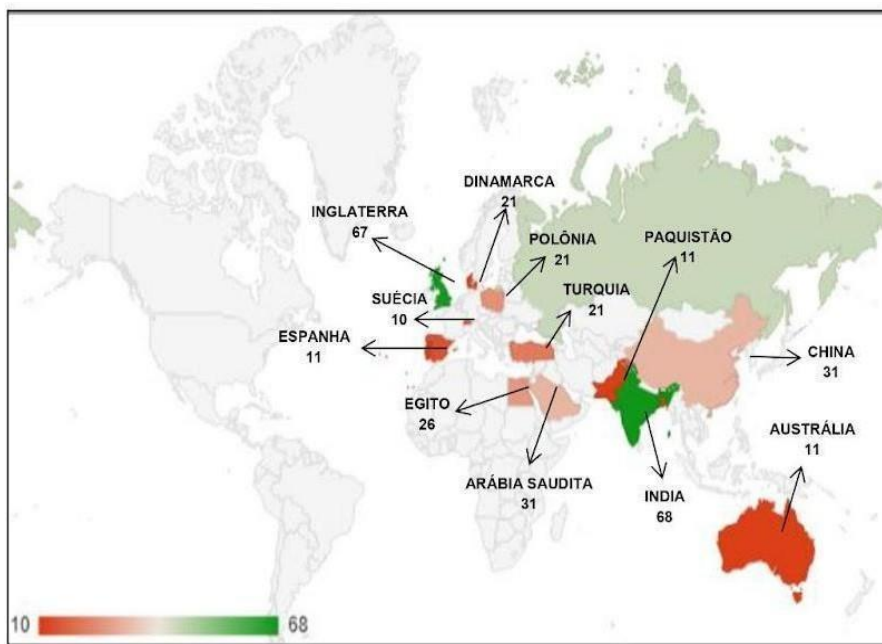 DINAMARCA
21
INGLATERRA
67
POLÔNIA
21
PAQUISTÃO
11
SUÉCIA
10
TURQUIA
21
ESPANHA
11
CHINA
31
EGITO
26
AUSTRÁLIA
11
ARÁBIA SAUDITA
31
INDIA
68
10
68